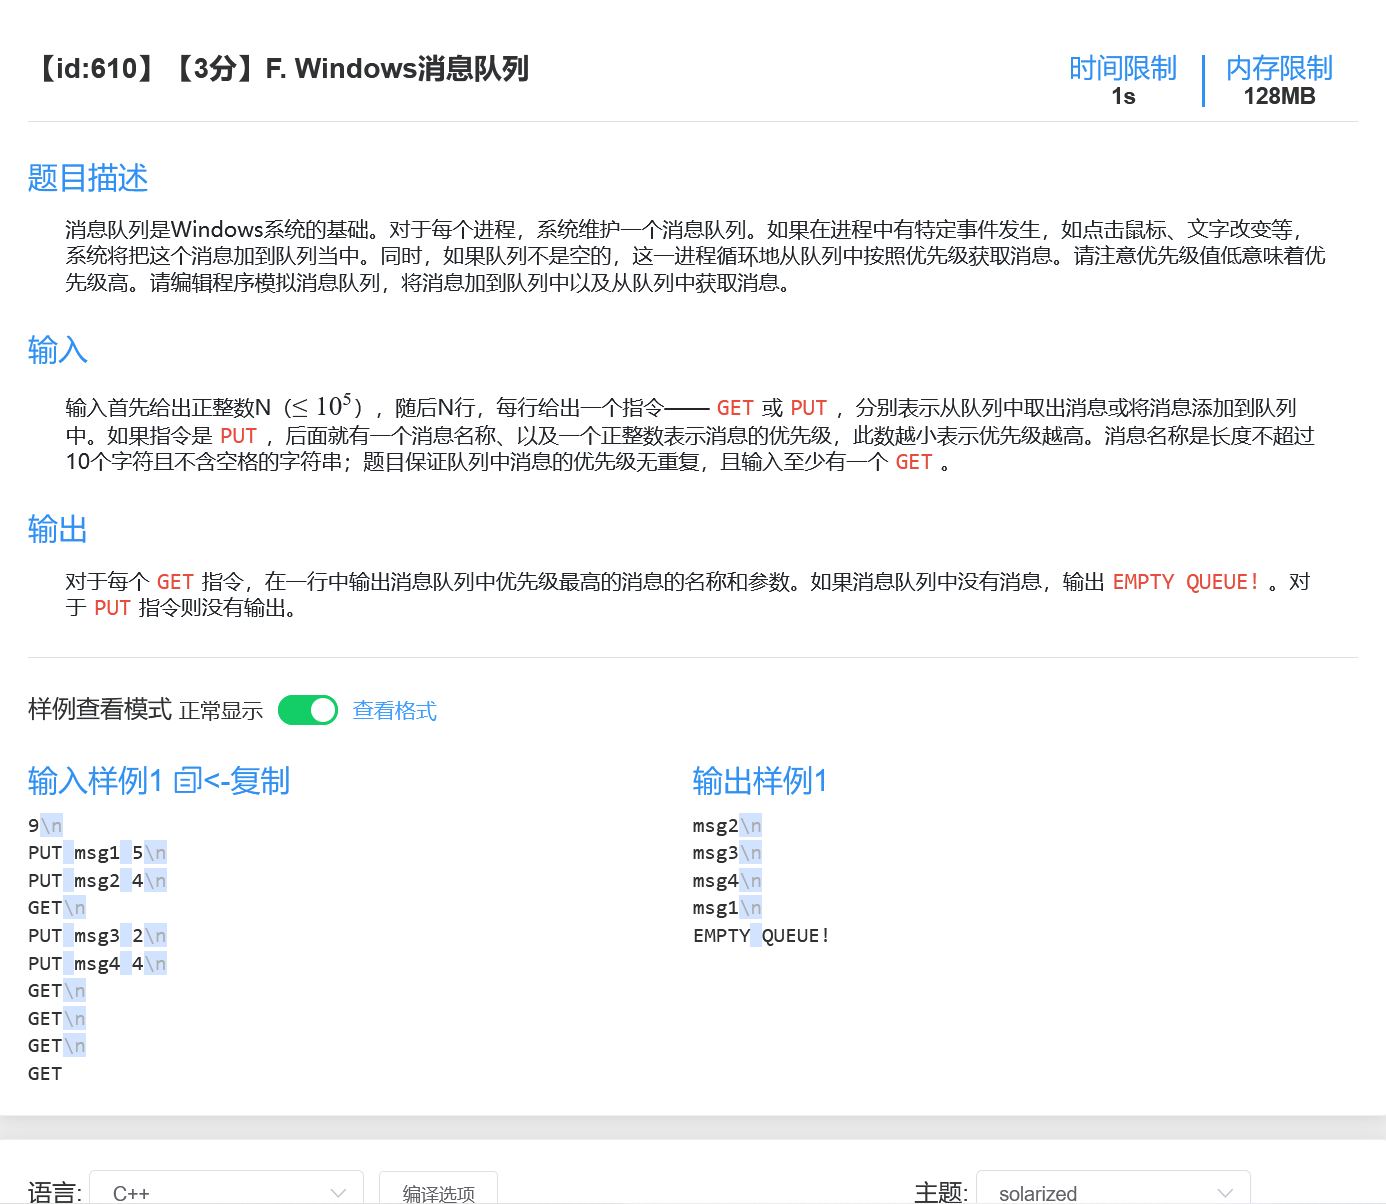 【id:610】【3分】F. Windows消息队列
时间限制
1s
内存限制
128MB
题目描述
消息队列是Windows系统的基础。对于每个进程，系统维护一个消息队列。如果在进程中有特定事件发生，如点击鼠标、文字改变等，
系统将把这个消息加到队列当中。同时，如果队列不是空的，这一进程循环地从队列中按照优先级获取消息。请注意优先级值低意味着优
先级高。请编辑程序模拟消息队列，将消息加到队列中以及从队列中获取消息。
输入
输入首先给出正整数N（≤ 10⁵），随后N行，每行给出一个指令—— GET 或 PUT ，分别表示从队列中取出消息或将消息添加到队列
中。如果指令是 PUT ，后面就有一个消息名称、以及一个正整数表示消息的优先级，此数越小表示优先级越高。消息名称是长度不超过
10个字符且不含空格的字符串；题目保证队列中消息的优先级无重复，且输入至少有一个 GET 。
输出
对于每个 GET 指令，在一行中输出消息队列中优先级最高的消息的名称和参数。如果消息队列中没有消息，输出 EMPTY QUEUE! 。对
于 PUT 指令则没有输出。
样例查看模式 正常显示 查看格式
输入样例1 <-复制
9\n
PUT msg1 5\n
PUT msg2 4\n
GET\n
PUT msg3 2\n
PUT msg4 4\n
GET\n
GET\n
GET\n
GET
输出样例1
msg2\n
msg3\n
msg4\n
msg1\n
EMPTY QUEUE!
语言: C++ 编译选项 主题: solarized